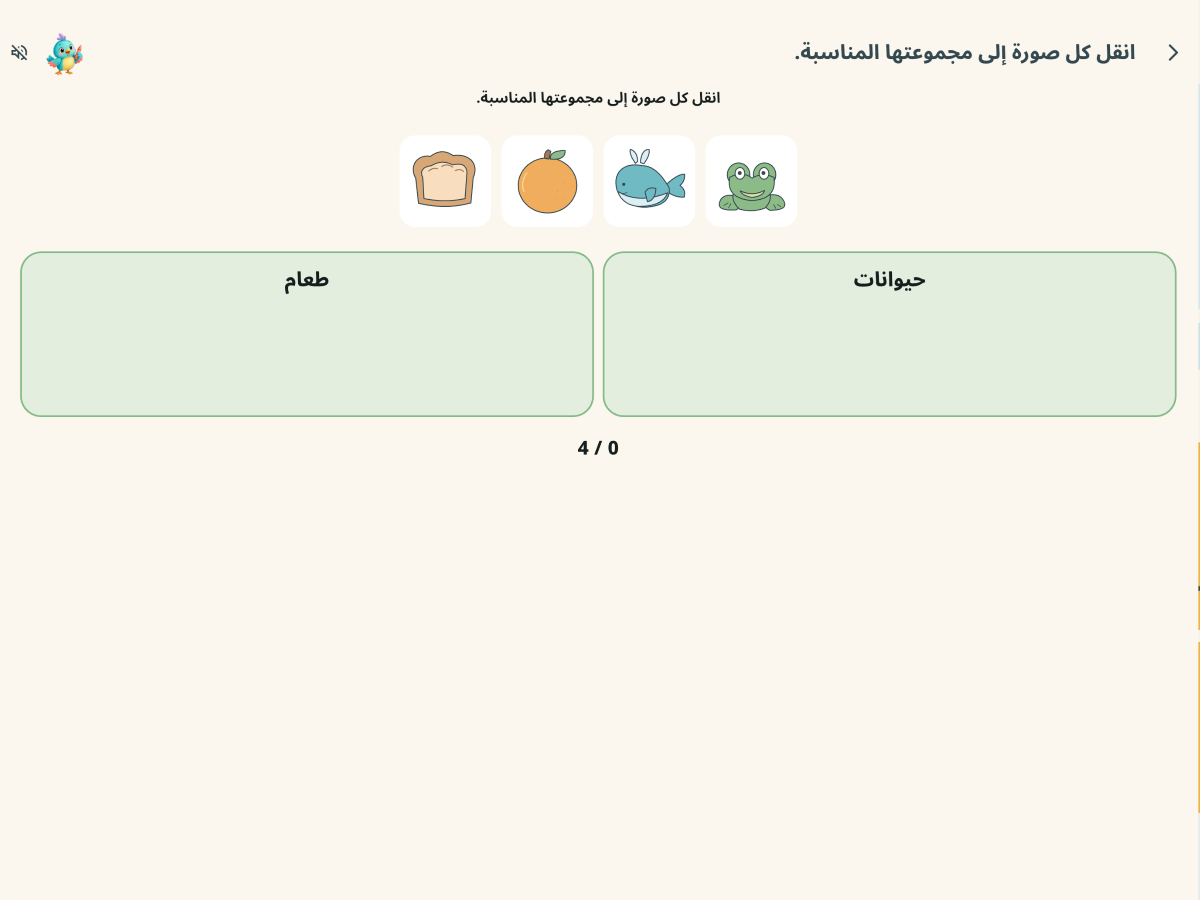 انقل كل صورة إلى مجموعتها المناسبة.
انقل كل صورة إلى مجموعتها المناسبة.
حيوانات
طعام
4 / 0